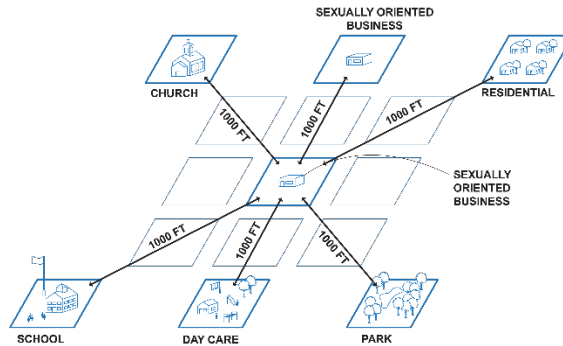 SEXUALLY ORIENTED
BUSINESS
CHURCH
RESIDENTIAL
1000 FT
1000 FT
1000 FT
SEXUALLY
ORIENTED
BUSINESS
1000 FT
1000 FT
1000 FT
SCHOOL
DAY CARE
PARK